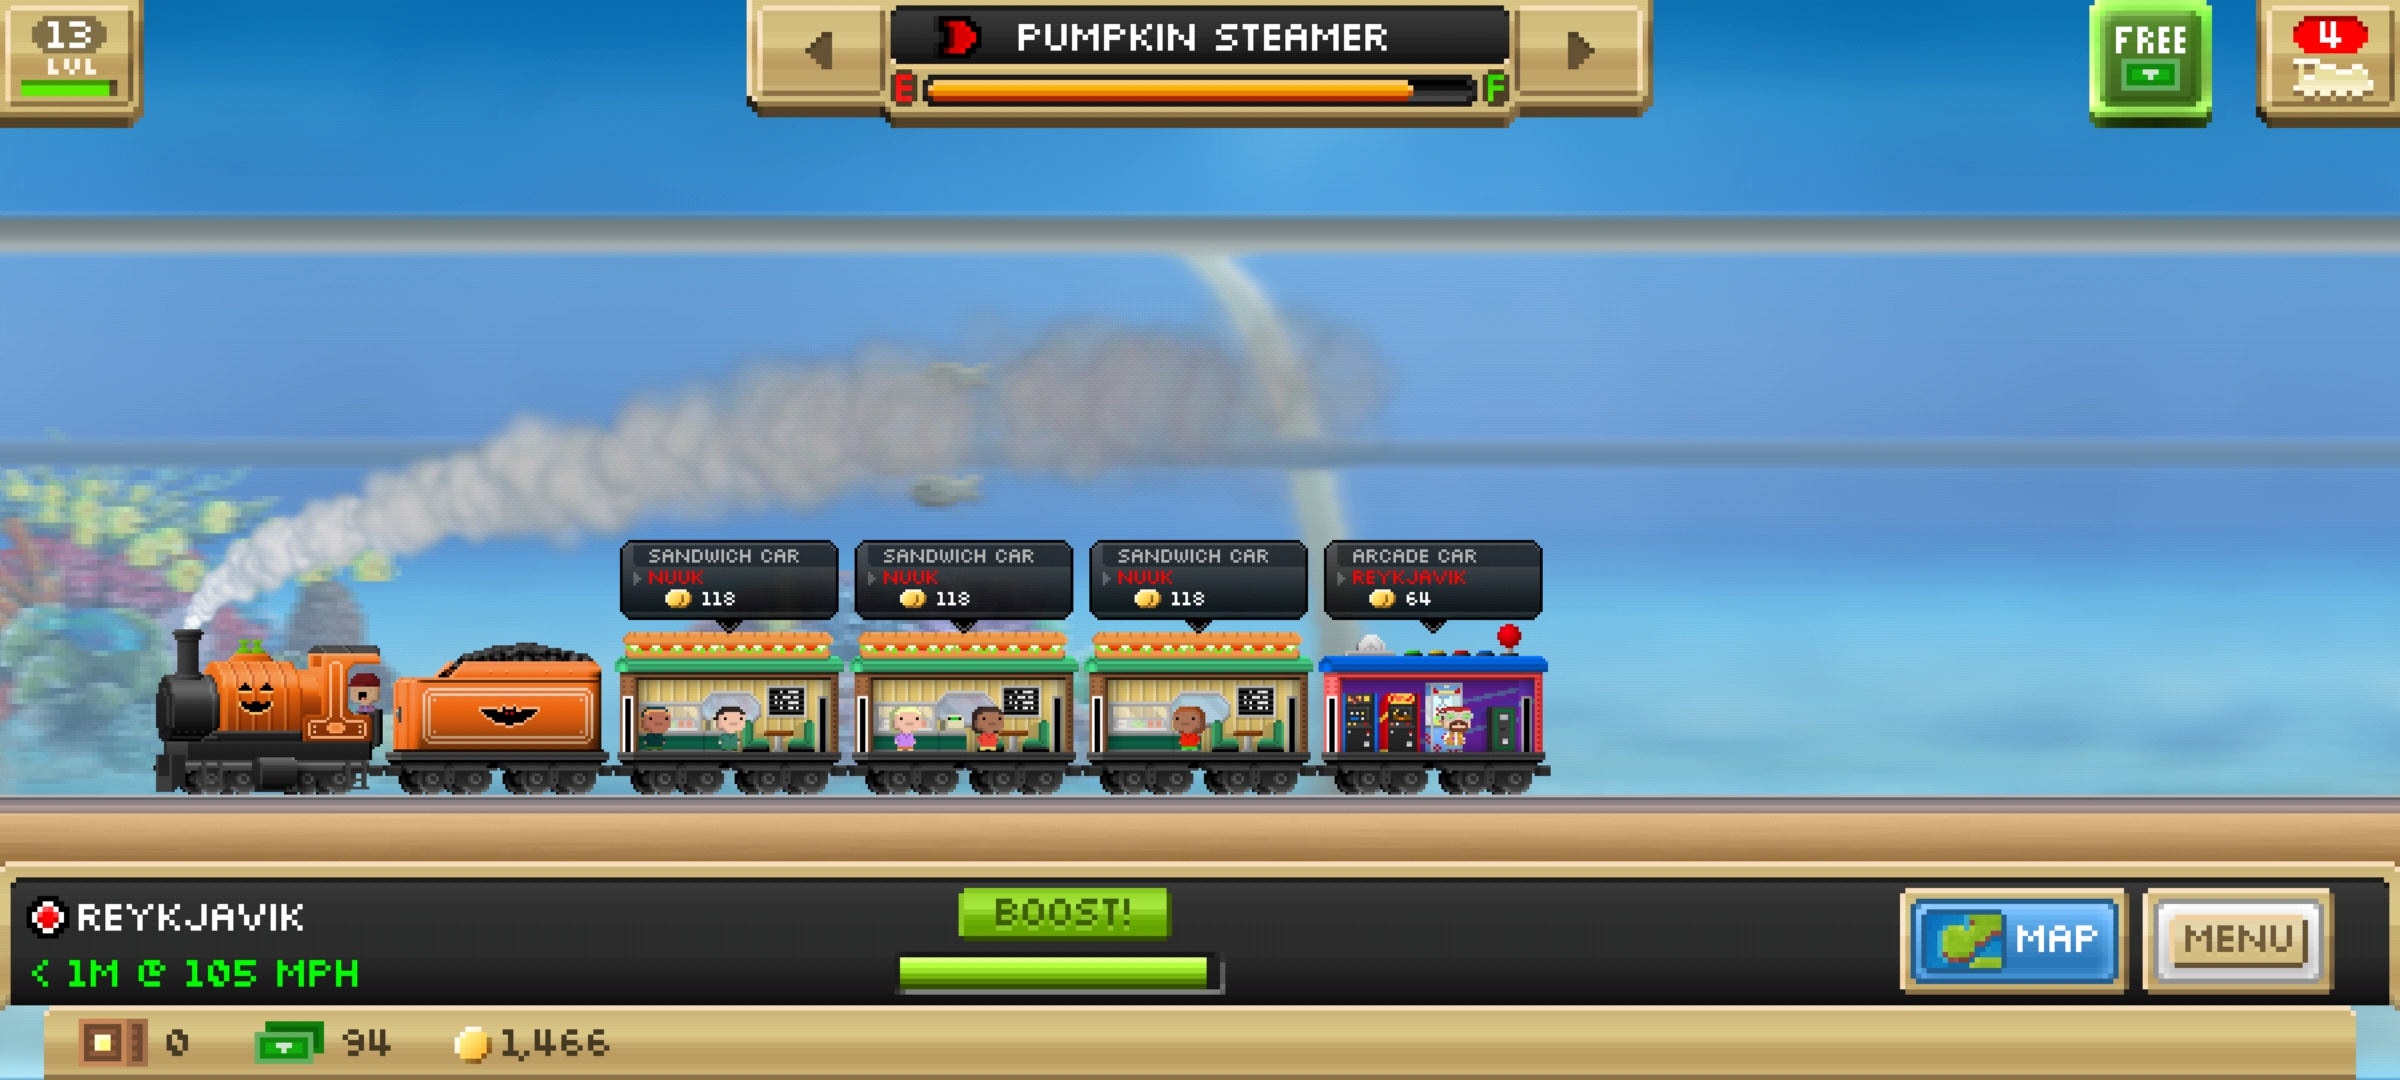 13
LVL
PUMPKIN STEAMER
E
F
FREE
4
SANDWICH CAR
NUUK
118
SANDWICH CAR
NUUK
118
SANDWICH CAR
NUUK
118
ARCADE CAR
REYKJAVIK
64
REYKJAVIK
< 1M @ 105 MPH
BOOST!
MAP
MENU
0
94
1,466